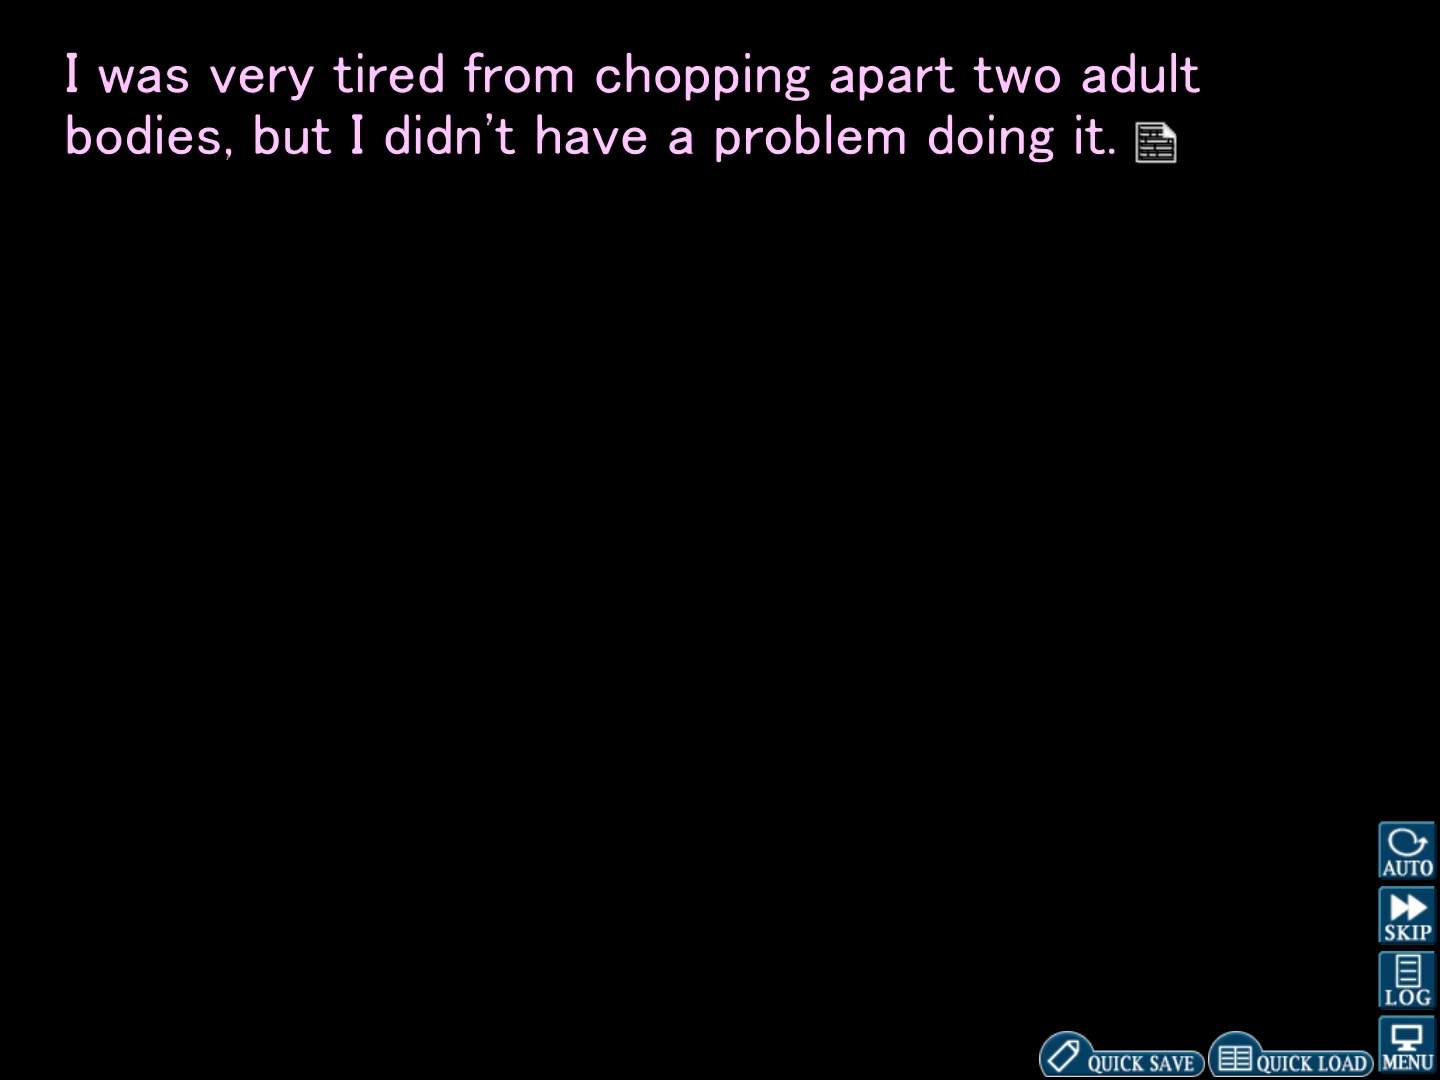 I was very tired from chopping apart two adult
bodies, but I didn't have a problem doing it.
AUTO
SKIP
LOG
QUICK SAVE QUICK LOAD MENU